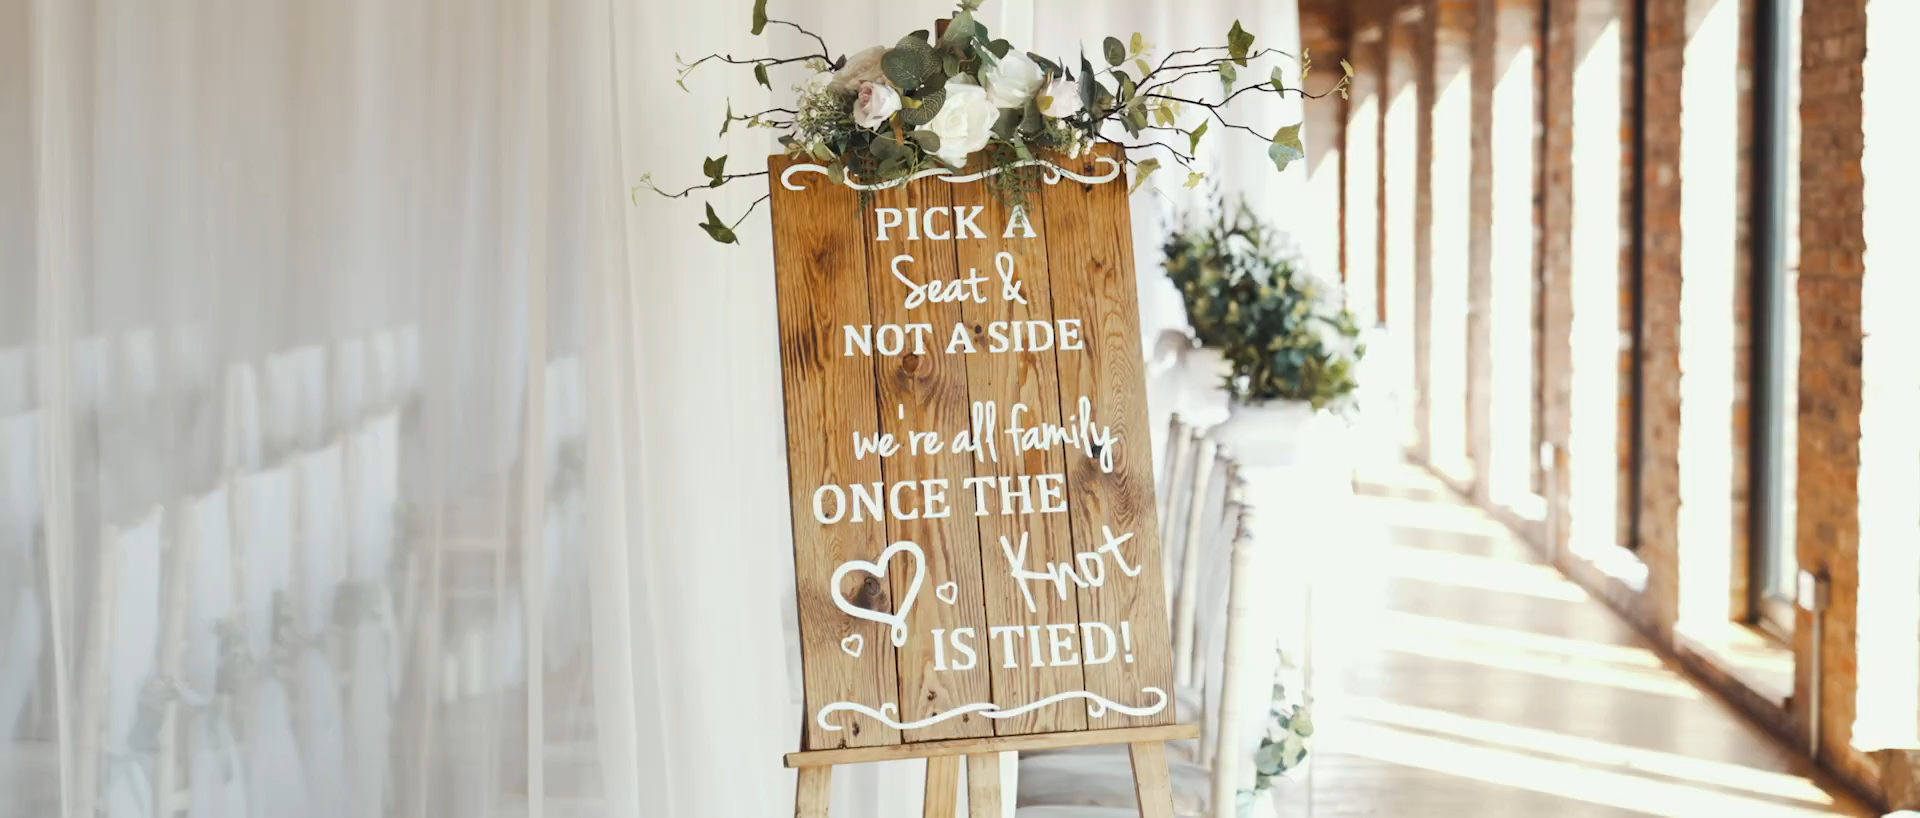 PICK A
Seat &
NOT A SIDE
we're all family
ONCE THE
Knot
IS TIED!